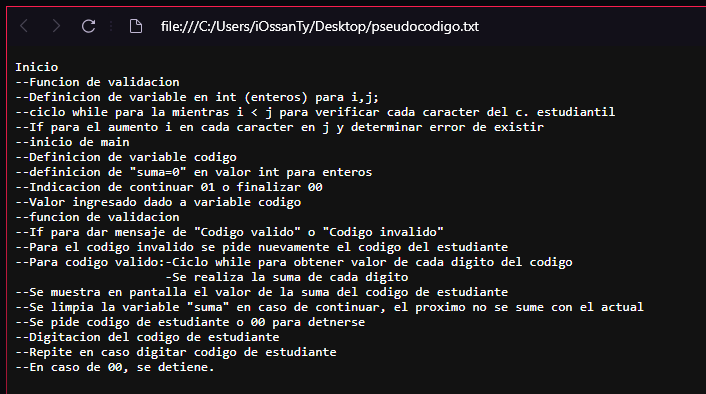 file:///C:/Users/iOssanTy/Desktop/pseudocodigo.txt
Inicio
--Funcion de validacion
--Definicion de variable en int (enteros) para i,j;
--ciclo while para la mientras i < j para verificar cada caracter del c. estudiantil
--If para el aumento i en cada caracter en j y determinar error de existir
--inicio de main
--Definicion de variable codigo
--definicion de "suma=0" en valor int para enteros
--Indicacion de continuar 01 o finalizar 00
--Valor ingresado dado a variable codigo
--funcion de validacion
--If para dar mensaje de "Codigo valido" o "Codigo invalido"
--Para el codigo invalido se pide nuevamente el codigo del estudiante
--Para codigo valido:-Ciclo while para obtener valor de cada digito del codigo
-Se realiza la suma de cada digito
--Se muestra en pantalla el valor de la suma del codigo de estudiante
--Se limpia la variable "suma" en caso de continuar, el proximo no se sume con el actual
--Se pide codigo de estudiante o 00 para detnerse
--Digitacion del codigo de estudiante
--Repite en caso digitar codigo de estudiante
--En caso de 00, se detiene.